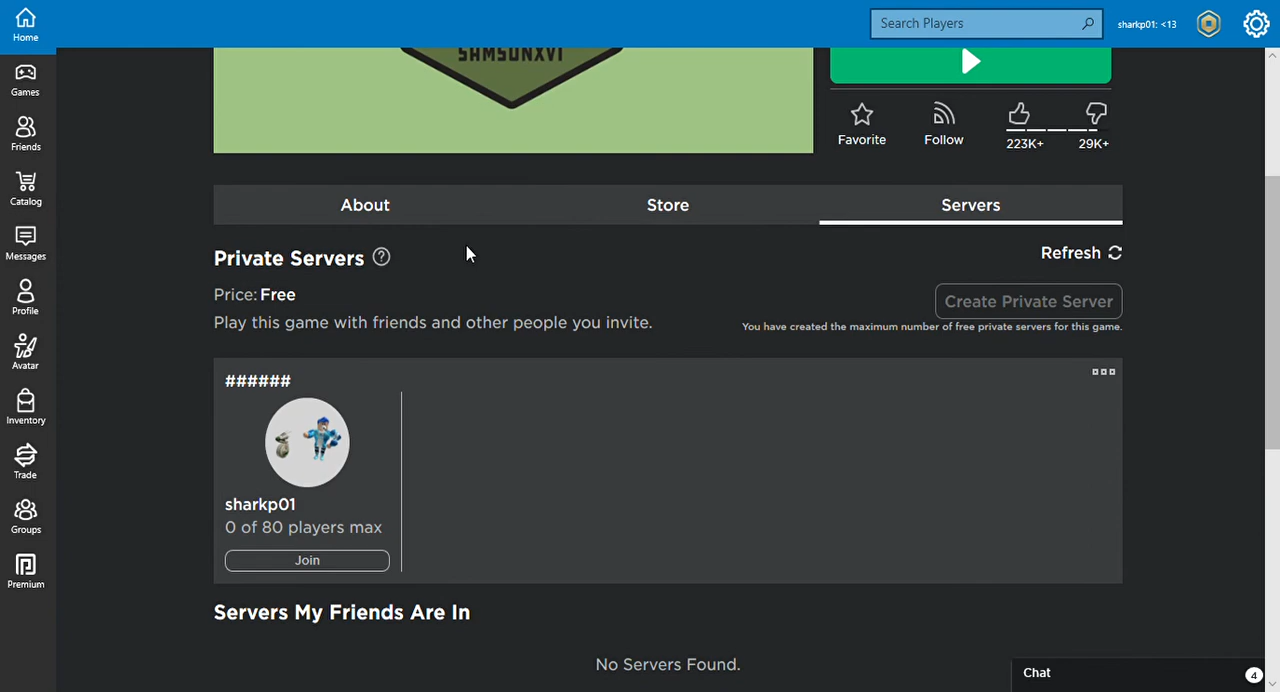 Home
Search Players
sharkp01: <13
Games
Friends
Catalog
Messages
Profile
Avatar
Inventory
Trade
Groups
Premium
SAMSONXVI
Favorite
Follow
223K+
29K+
About
Store
Servers
Private Servers
Refresh
Price: Free
Create Private Server
Play this game with friends and other people you invite.
You have created the maximum number of free private servers for this game.
######
sharkp01
0 of 80 players max
Join
Servers My Friends Are In
No Servers Found.
Chat
4